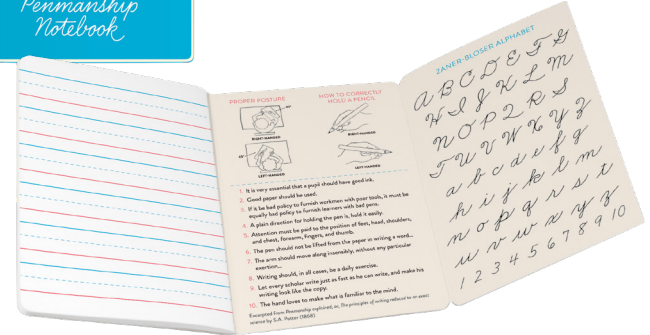 Penmanship
Notebook
PROPER POSTURE
RIGHT-HANDED
LEFT-HANDED
HOW TO CORRECTLY
HOLD A PENCIL
RIGHT-HANDED
LEFT-HANDED
1. It is very essential that a pupil should have good ink.
2. Good paper should be used.
3. If it be bad policy to furnish workman with poor tools, it must be
equally bad policy to furnish learners with bad pens.
4. A plain direction for holding the pen is, hold it easily.
5. Attention must be paid to the position of feet, head, shoulders,
and chest, forearm, fingers, and thumb.
6. The pen should not be lifted from the paper in writing a word...
7. The arm should move along insensibly, without any particular
exertion...
8. Writing should, in all cases, be a daily exercise.
9. Let every scholar write just as fast as he can write, and make his
writing look like the copy.
10. The hand loves to make what is familiar to the mind.
Excerpted from Penmanship explained, or, The principles of writing reduced to an exact
science by S.A. Potter (1868)
ZANER-BLOSER ALPHABET
A B C D E F G
H I J K L M
N O P Q R S
T U V W X Y Z
a b c d e f g
h i j k l m
n o p q r s t
u v w x y z
1 2 3 4 5 6 7 8 9 10